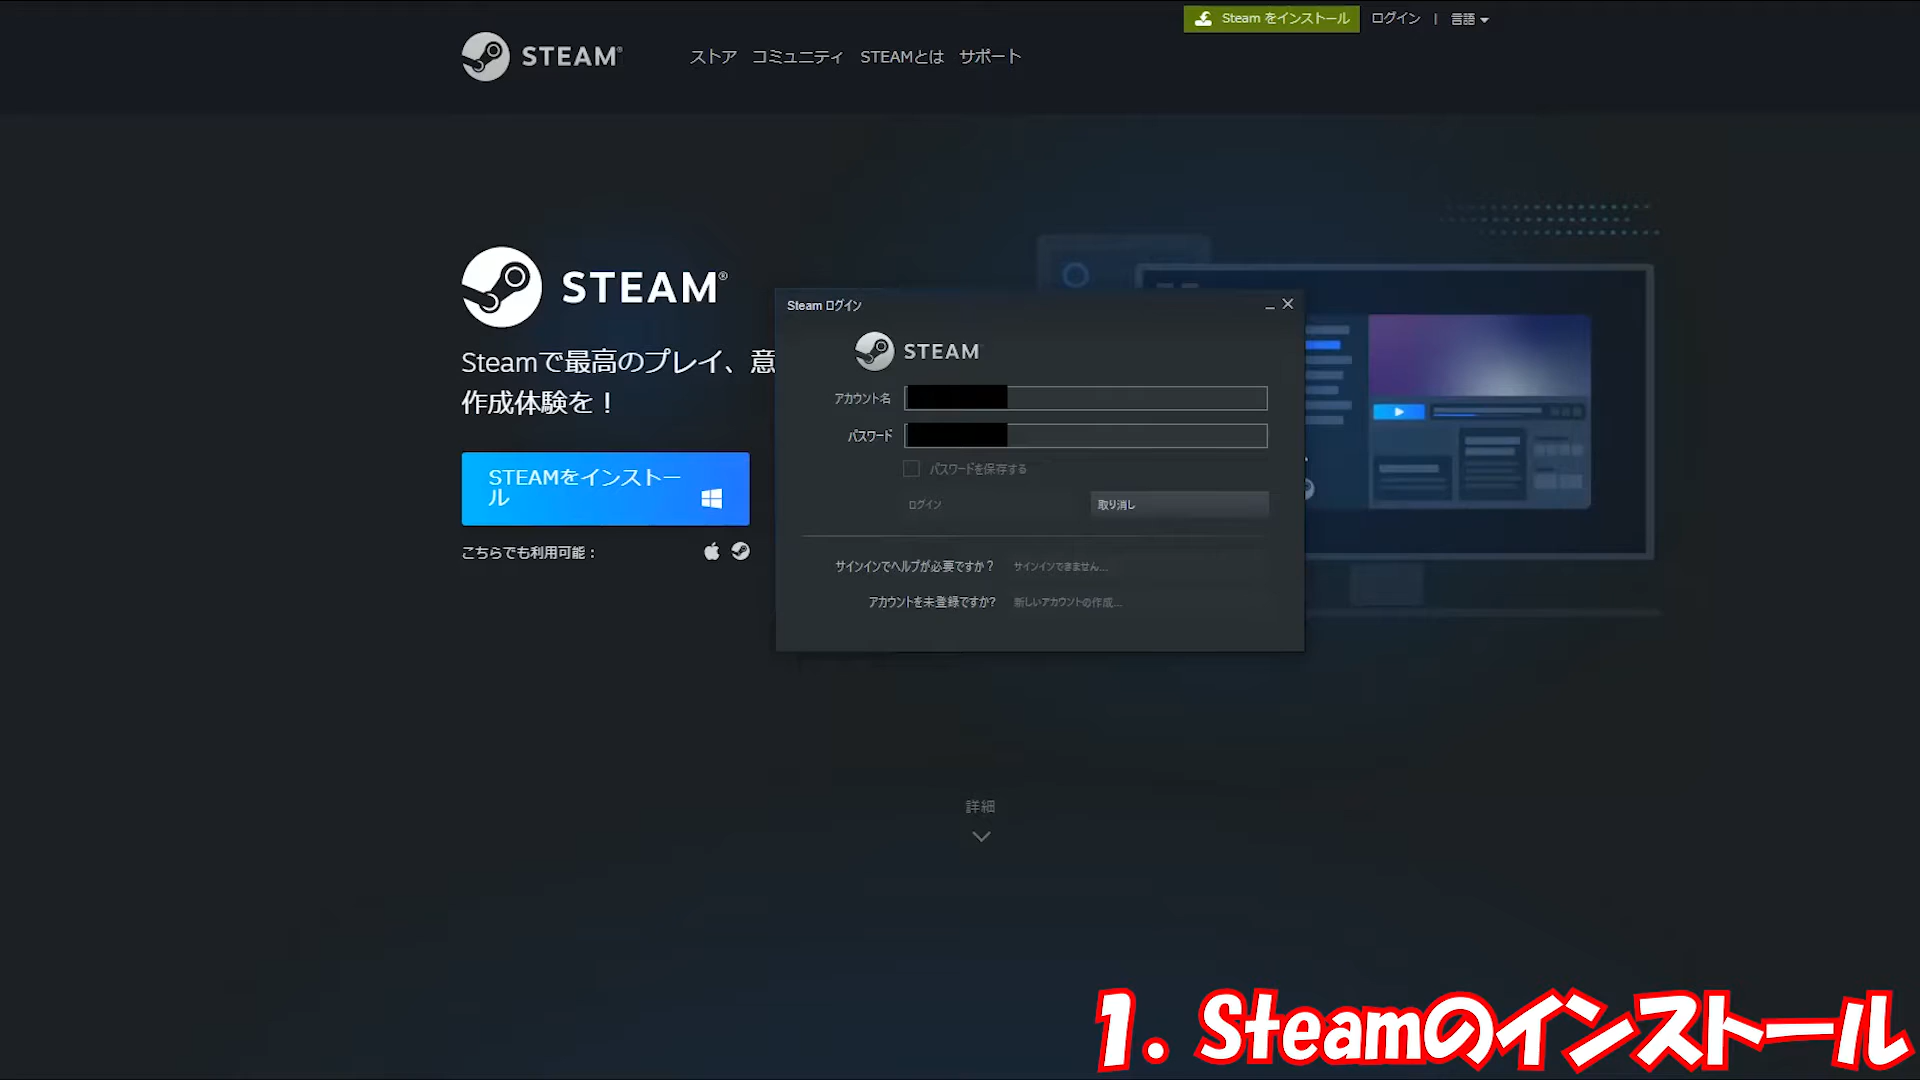 Steam をインストール
ログイン | 言語
STEAM®
ストア コミュニティ STEAMとは サポート
STEAM®
Steamで最高のプレイ、意
作成体験を！
STEAMをインストー
ル
こちらでも利用可能：
Steam ログイン
STEAM
アカウント名
パスワード
パスワードを保存する
ログイン 取り消し
サインインでヘルプが必要ですか？ サインインできません...
アカウントを未登録ですか? 新しいアカウントの作成...
詳細
1. Steamのインストール